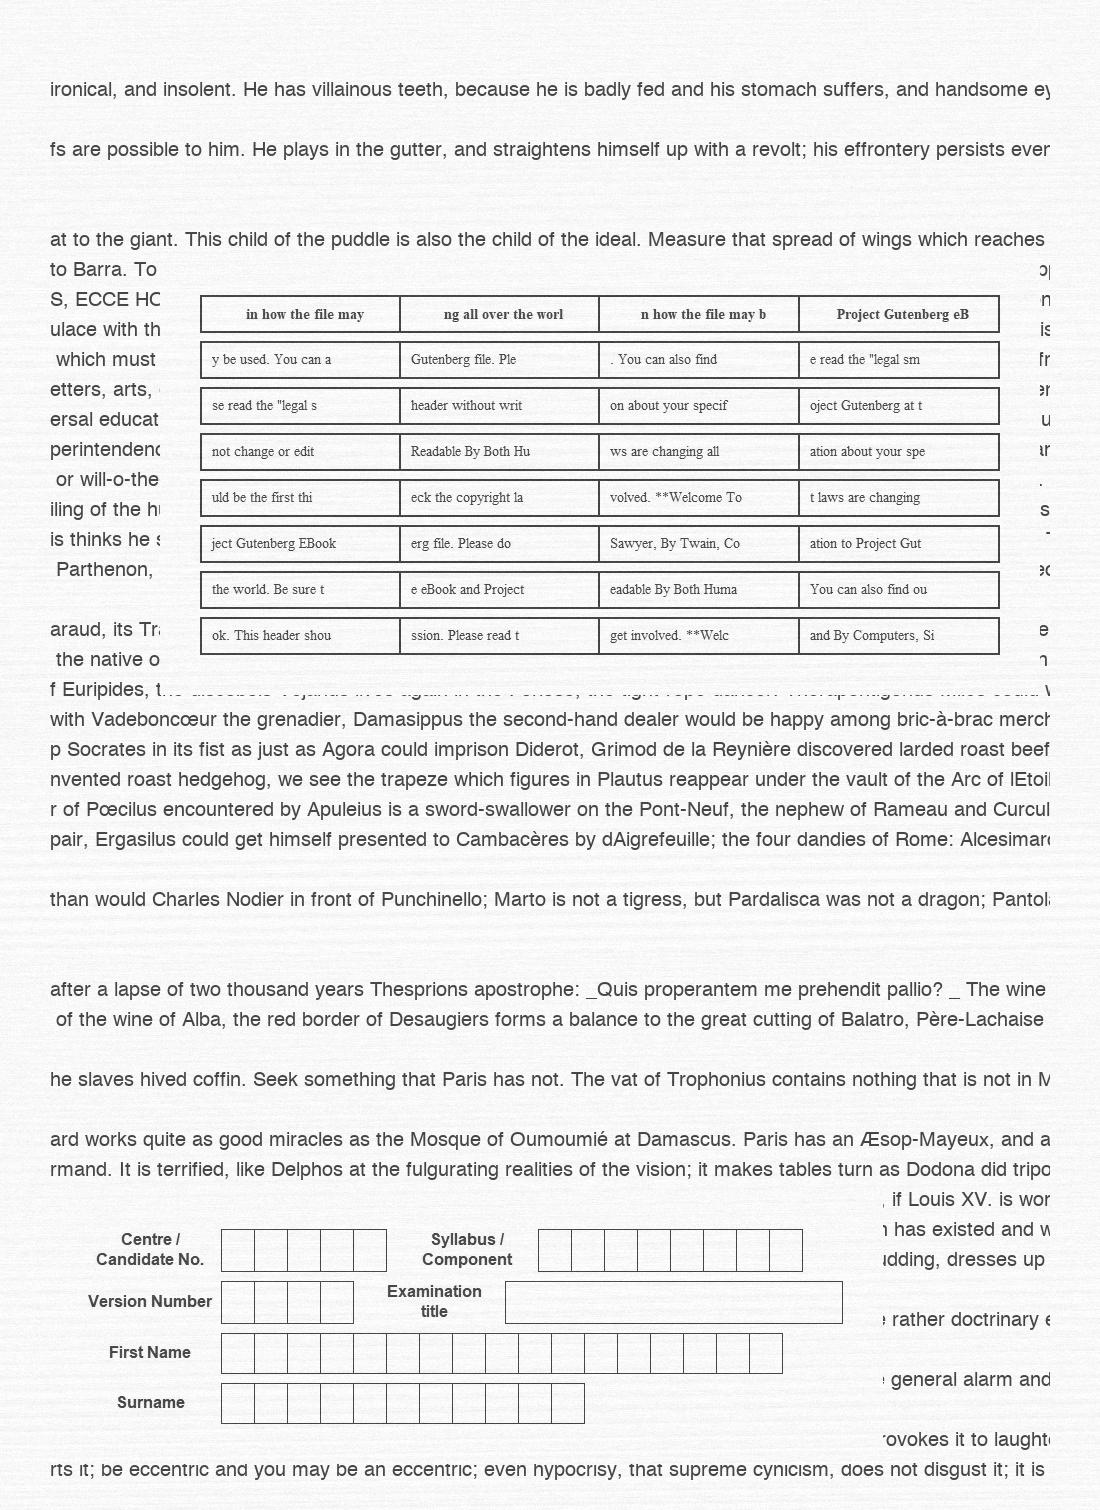 ironical, and insolent. He has villainous teeth, because he is badly fed and his stomach suffers, and handsome
fs are possible to him. He plays in the gutter, and straightens himself up with a revolt; his effrontery persists even
at to the giant. This child of the puddle is also the child of the ideal. Measure that spread of wings which reaches
to Barra. To
S, ECCE
ulace with
which must
etters, arts,
ersal educat
perintendenc
or will-o-the
iling of the
is thinks he
Parthenon,
araud, its
the native o
f Euripides,
in how the file may ng all over the worl n how the file may b Project Gutenberg eB
y be used. You can a Gutenberg file. Ple . You can also find e read the "legal sm
se read the "legal s header without writ on about your specif oject Gutenberg at t
not change or edit Readable By Both Hu ws are changing all ation about your spe
uld be the first thi eck the copyright la volved. **Welcome To t laws are changing
ject Gutenberg EBook erg file. Please do Sawyer, By Twain, Co ation to Project Gut
the world. Be sure t e eBook and Project eadable By Both Huma You can also find ou
ok. This header shou ssion. Please read t get involved. **Welc and By Computers, Si
with Vadeboncœur the grenadier, Damasippus the second-hand dealer would be happy among bric-à-brac merch
p Socrates in its fist as just as Agora could imprison Diderot, Grimod de la Reynière discovered larded roast beef
nvented roast hedgehog, we see the trapeze which figures in Plautus reappear under the vault of the Arc of lEtoil
r of Pœcilus encountered by Apuleius is a sword-swallower on the Pont-Neuf, the nephew of Rameau and Curcul
pair, Ergasilus could get himself presented to Cambacères by dAigrefeuille; the four dandies of Rome: Alcesimarc
than would Charles Nodier in front of Punchinello; Marto is not a tigress, but Pardalisca was not a dragon; Pantol
after a lapse of two thousand years Thesprions apostrophe: _Quis properantem me prehendit pallio? _ The wine
of the wine of Alba, the red border of Desaugiers forms a balance to the great cutting of Balatro, Père-Lachaise
he slaves hived coffin. Seek something that Paris has not. The vat of Trophonius contains nothing that is not in
ard works quite as good miracles as the Mosque of Oumoumié at Damascus. Paris has an Æsop-Mayeux, and a
rmand. It is terrified, like Delphos at the fulgurating realities of the vision; it makes tables turn as Dodona did tripo
, if Louis XV. is wor
has existed and w
udding, dresses up
rather doctrinary
general alarm and
rovokes it to laught
Centre /
Candidate No.
Syllabus /
Component
Version Number
Examination
title
First Name
Surname
rts it; be eccentric and you may be an eccentric; even hypocrisy, that supreme cynicism, does not disgust it; it is